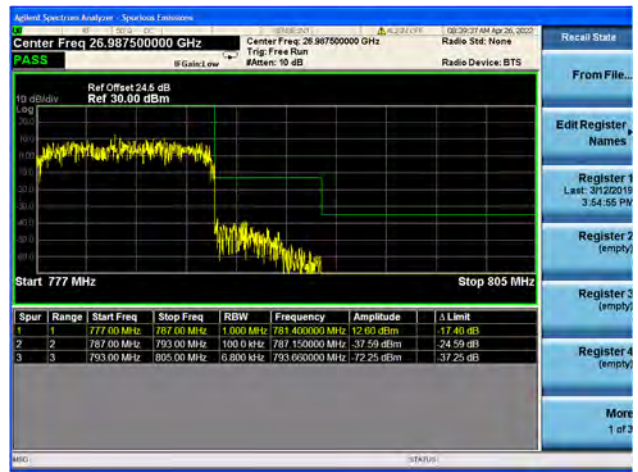 Agilent Spectrum Analyzer - Spurious Emissions
Center Freq 26.987500000 GHz
PASS
IFGain:Low
Center Freq: 26.987500000 GHz
Trig: Free Run
#Atten: 10 dB
08:39:37 AM Apr 26, 2022
Radio Std: None
Radio Device: BTS
Ref Offset 24.5 dB
10 dB/div Ref 30.00 dBm
Log
Start 777 MHz Stop 805 MHz
Spur Range Start Freq Stop Freq RBW Frequency Amplitude Δ Limit
1 1 777.00 MHz 787.00 MHz 1.000 MHz 781.400000 MHz 12.60 dBm -17.40 dB
2 2 787.00 MHz 793.00 MHz 100.0 kHz 787.150000 MHz -37.59 dBm -24.59 dB
3 3 793.00 MHz 805.00 MHz 6.800 kHz 793.660000 MHz -72.25 dBm -37.25 dB
MSG STATUS
Recall State
From File...
Edit Register
Names
Register 1
Last: 3/12/2019
3:54:55 PM
Register 2
(empty)
Register 3
(empty)
Register 4
(empty)
More
1 of 3